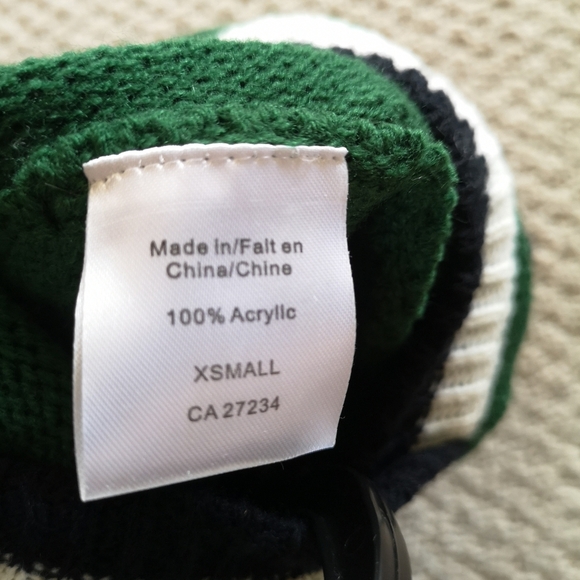 Made in/Fait en
China/Chine
100% Acrylic
XSMALL
CA 27234